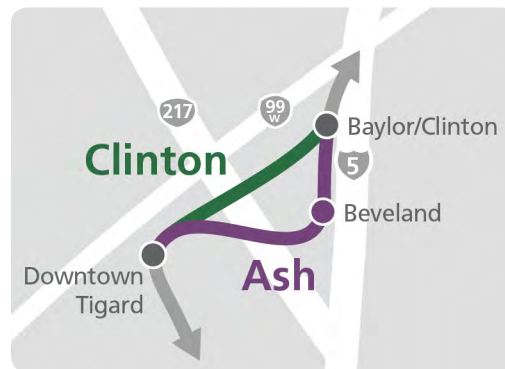 217
99
W
Baylor/Clinton
Clinton
5
Beveland
Downtown
Tigard
Ash